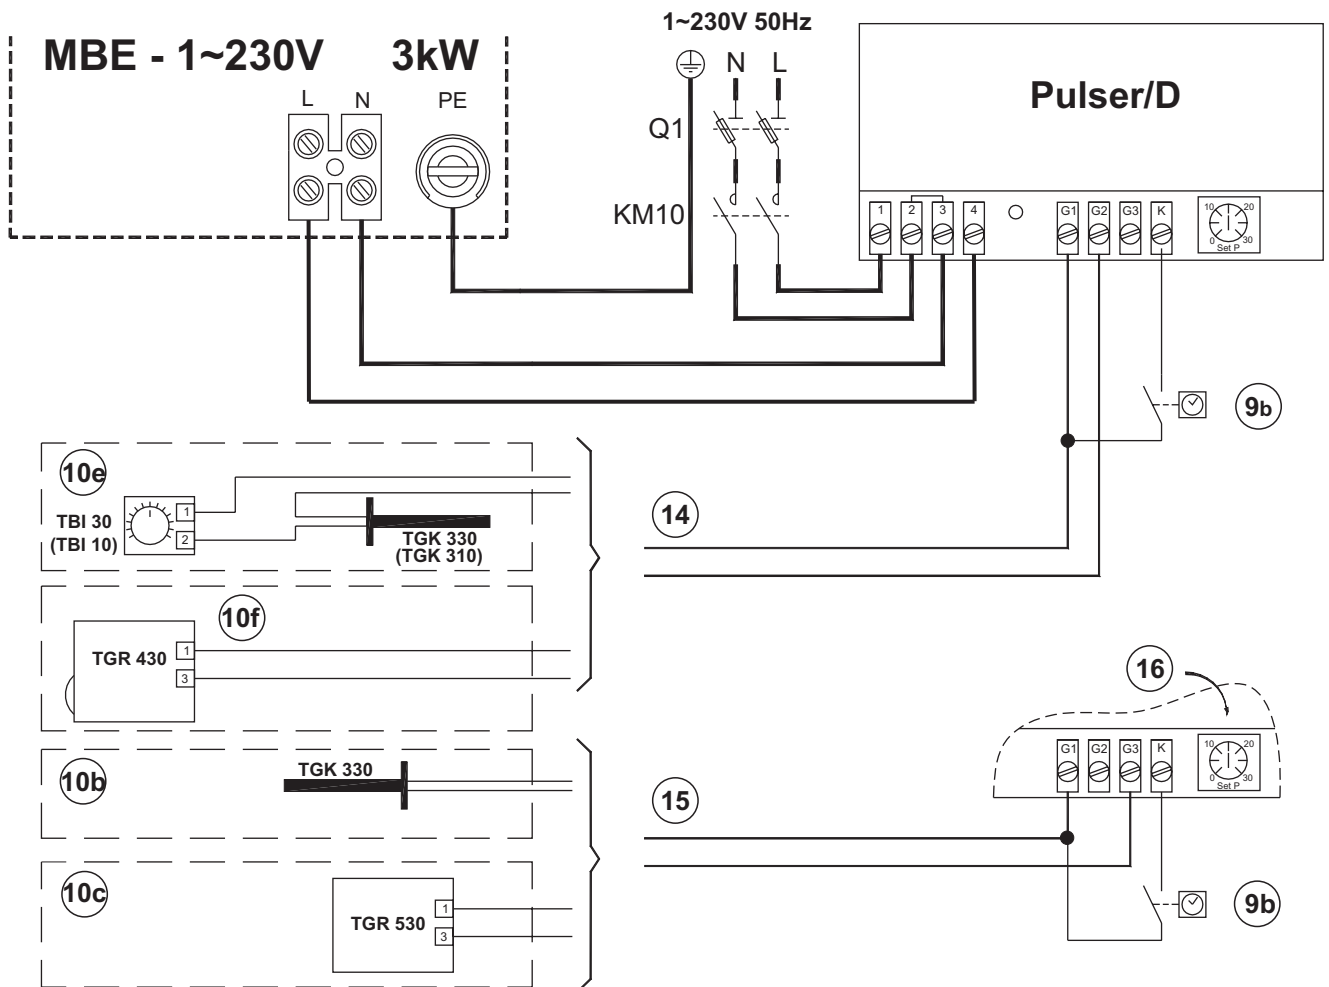 1~230V 50Hz
MBE - 1~230V 3kW
L N PE
N L
Q1
KM10
Pulser/D
1 2 3 4
G1 G2 G3 K
10 20
0 30
Set P
9b
10e
TBI 30
(TBI 10)
1
2
TGK 330
(TGK 310)
14
10f
TGR 430
1
3
16
G1 G2 G3 K
10 20
0 30
Set P
10b
TGK 330
15
10c
TGR 530
1
3
9b